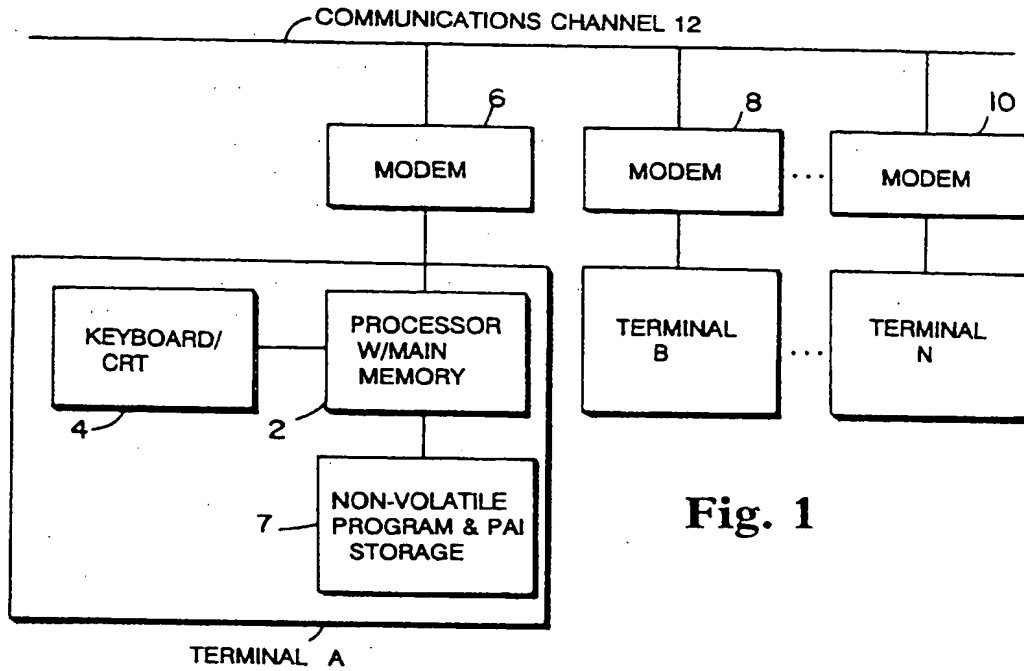 COMMUNICATIONS CHANNEL 12
6
8
10
MODEM
MODEM
...
MODEM
KEYBOARD/
CRT
4
PROCESSOR
W/MAIN
MEMORY
2
TERMINAL
B
...
TERMINAL
N
7
NON-VOLATILE
PROGRAM & PAI
STORAGE
Fig. 1
TERMINAL A